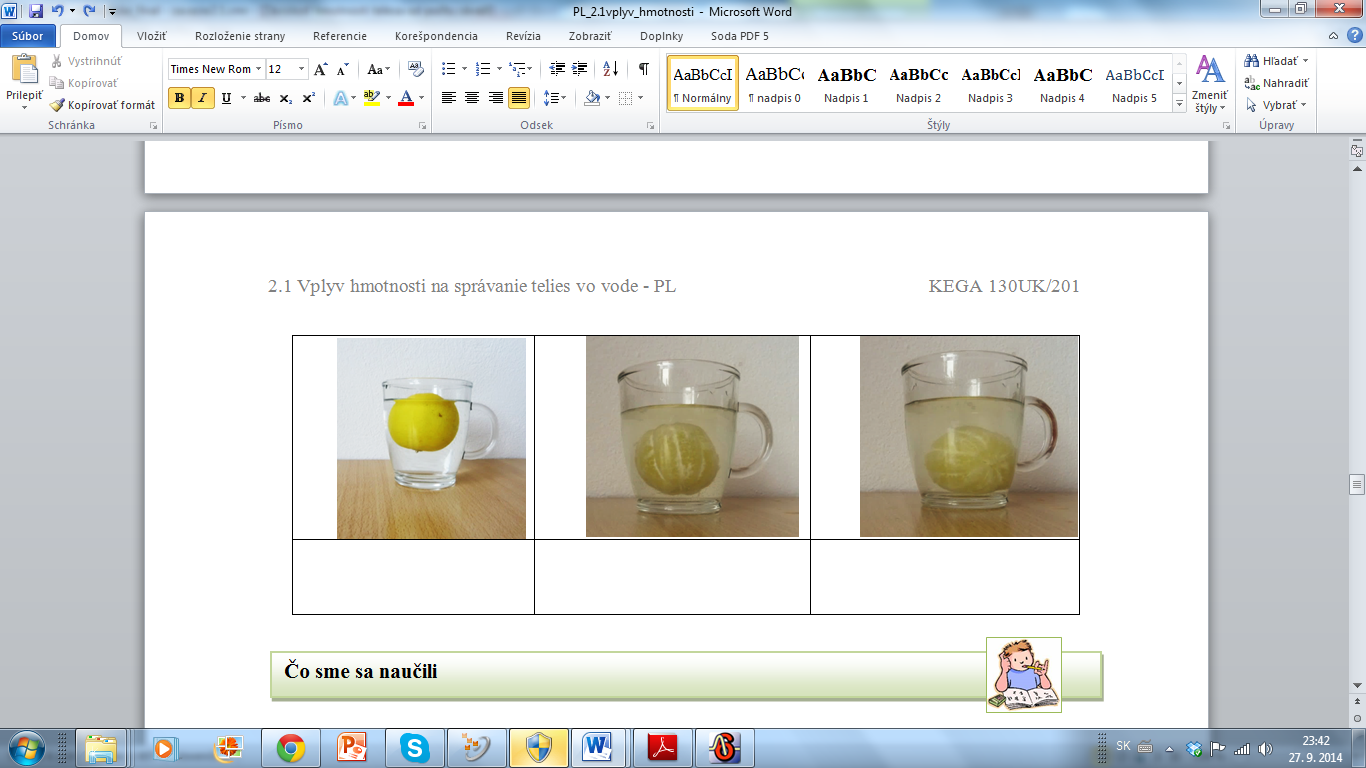 PL_2.1vplyv_hmotnosti - Microsoft Word
Súbor Domov Vložiť Rozloženie strany Referencie Korešpondencia Revízia Zobraziť Doplnky Soda PDF 5
Prilepiť
Vystrihnúť
Kopírovať
Kopírovať formát
Schránka
Times New Rom 12
Písmo
Odsek
AaBbCcI AaBbCc AaBbC AaBbCc AaBbCcI AaBbC AaBbCcI
¶ Normálny ¶ nadpis 0 Nadpis 1 Nadpis 2 Nadpis 3 Nadpis 4 Nadpis 5
Zmeniť štýly
Štýly
Hľadať
Nahradiť
Vybrať
Úpravy
2.1 Vplyv hmotnosti na správanie telies vo vode - PL KEGA 130UK/201
Čo sme sa naučili
SK
23:42
27. 9. 2014